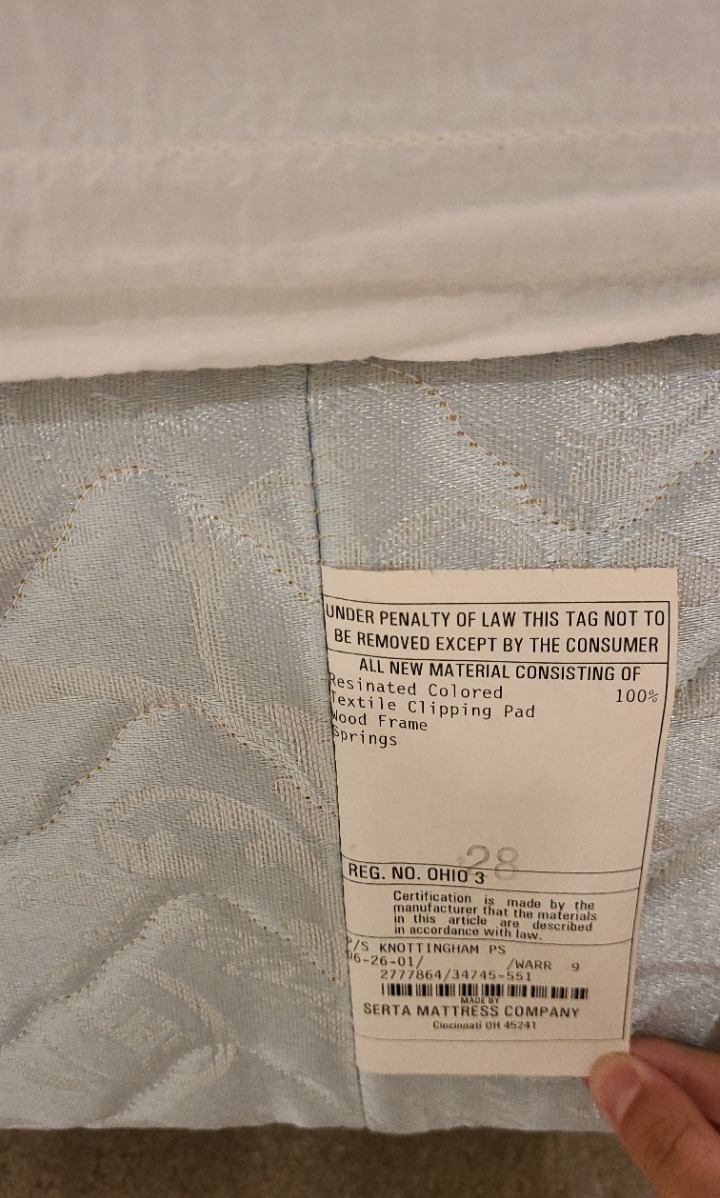 UNDER PENALTY OF LAW THIS TAG NOT TO
BE REMOVED EXCEPT BY THE CONSUMER
ALL NEW MATERIAL CONSISTING OF
Resinated Colored 100%
Textile Clipping Pad
Wood Frame
Springs
28
REG. NO. OHIO 3
Certification is made by the
manufacturer that the materials
in this article are described
in accordance with law.
P/S KNOTTINGHAM PS
06-26-01/ /WARR 9
2777864/34745-551
MADE BY
SERTA MATTRESS COMPANY
Cincinnati OH 45241